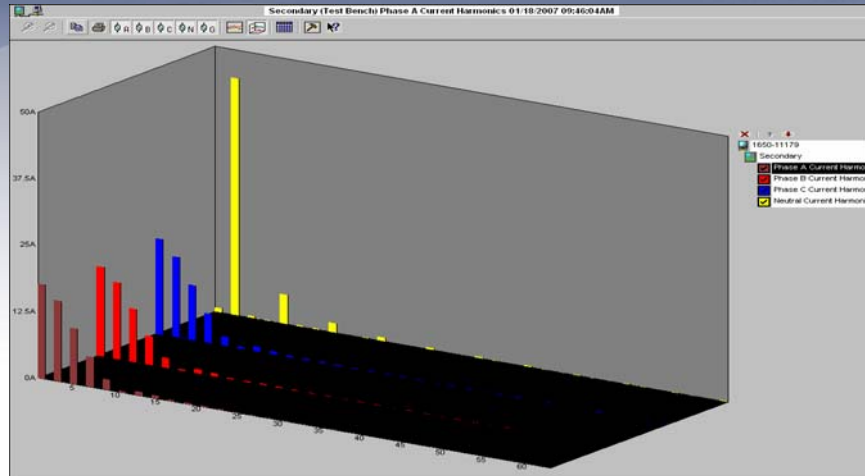 Secondary (Test Bench) Phase A Current Harmonics 01/18/2007 09:46:04AM
A B C N G
50A
37.5A
25A
12.5A
0A
5
10
15
20
25
30
35
40
45
50
55
60
1650-11179
Secondary
Phase A Current Harmo
Phase B Current Harmo
Phase C Current Harmo
Neutral Current Harmoni